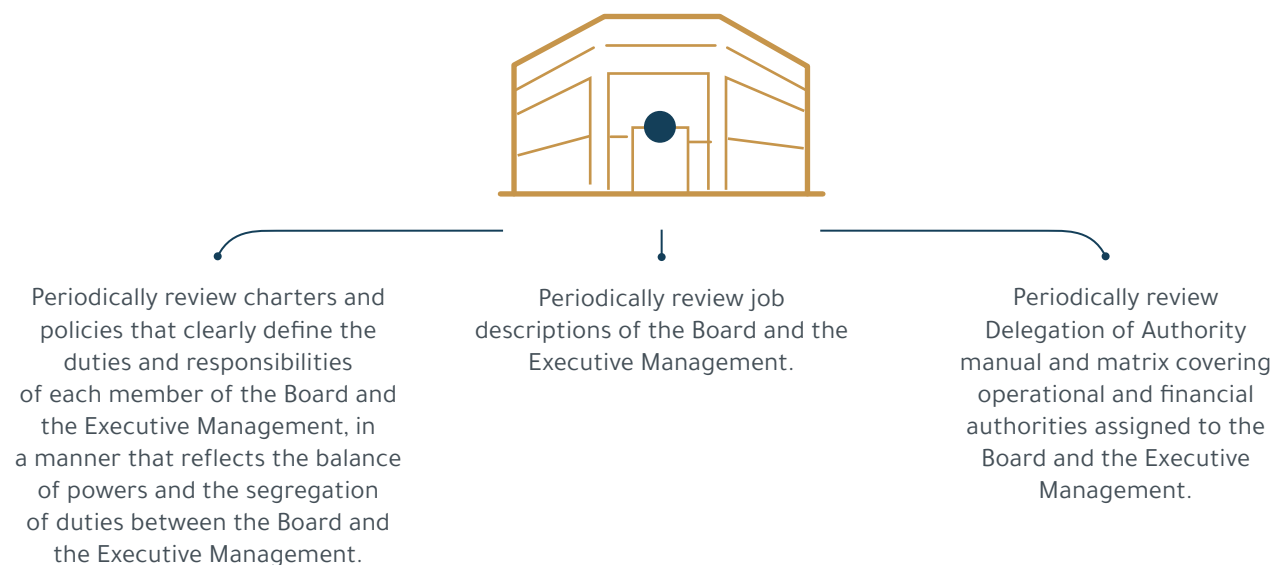 Periodically review charters and
policies that clearly define the
duties and responsibilities
of each member of the Board and
the Executive Management, in
a manner that reflects the balance
of powers and the segregation
of duties between the Board and
the Executive Management.
Periodically review job
descriptions of the Board and the
Executive Management.
Periodically review
Delegation of Authority
manual and matrix covering
operational and financial
authorities assigned to the
Board and the Executive
Management.